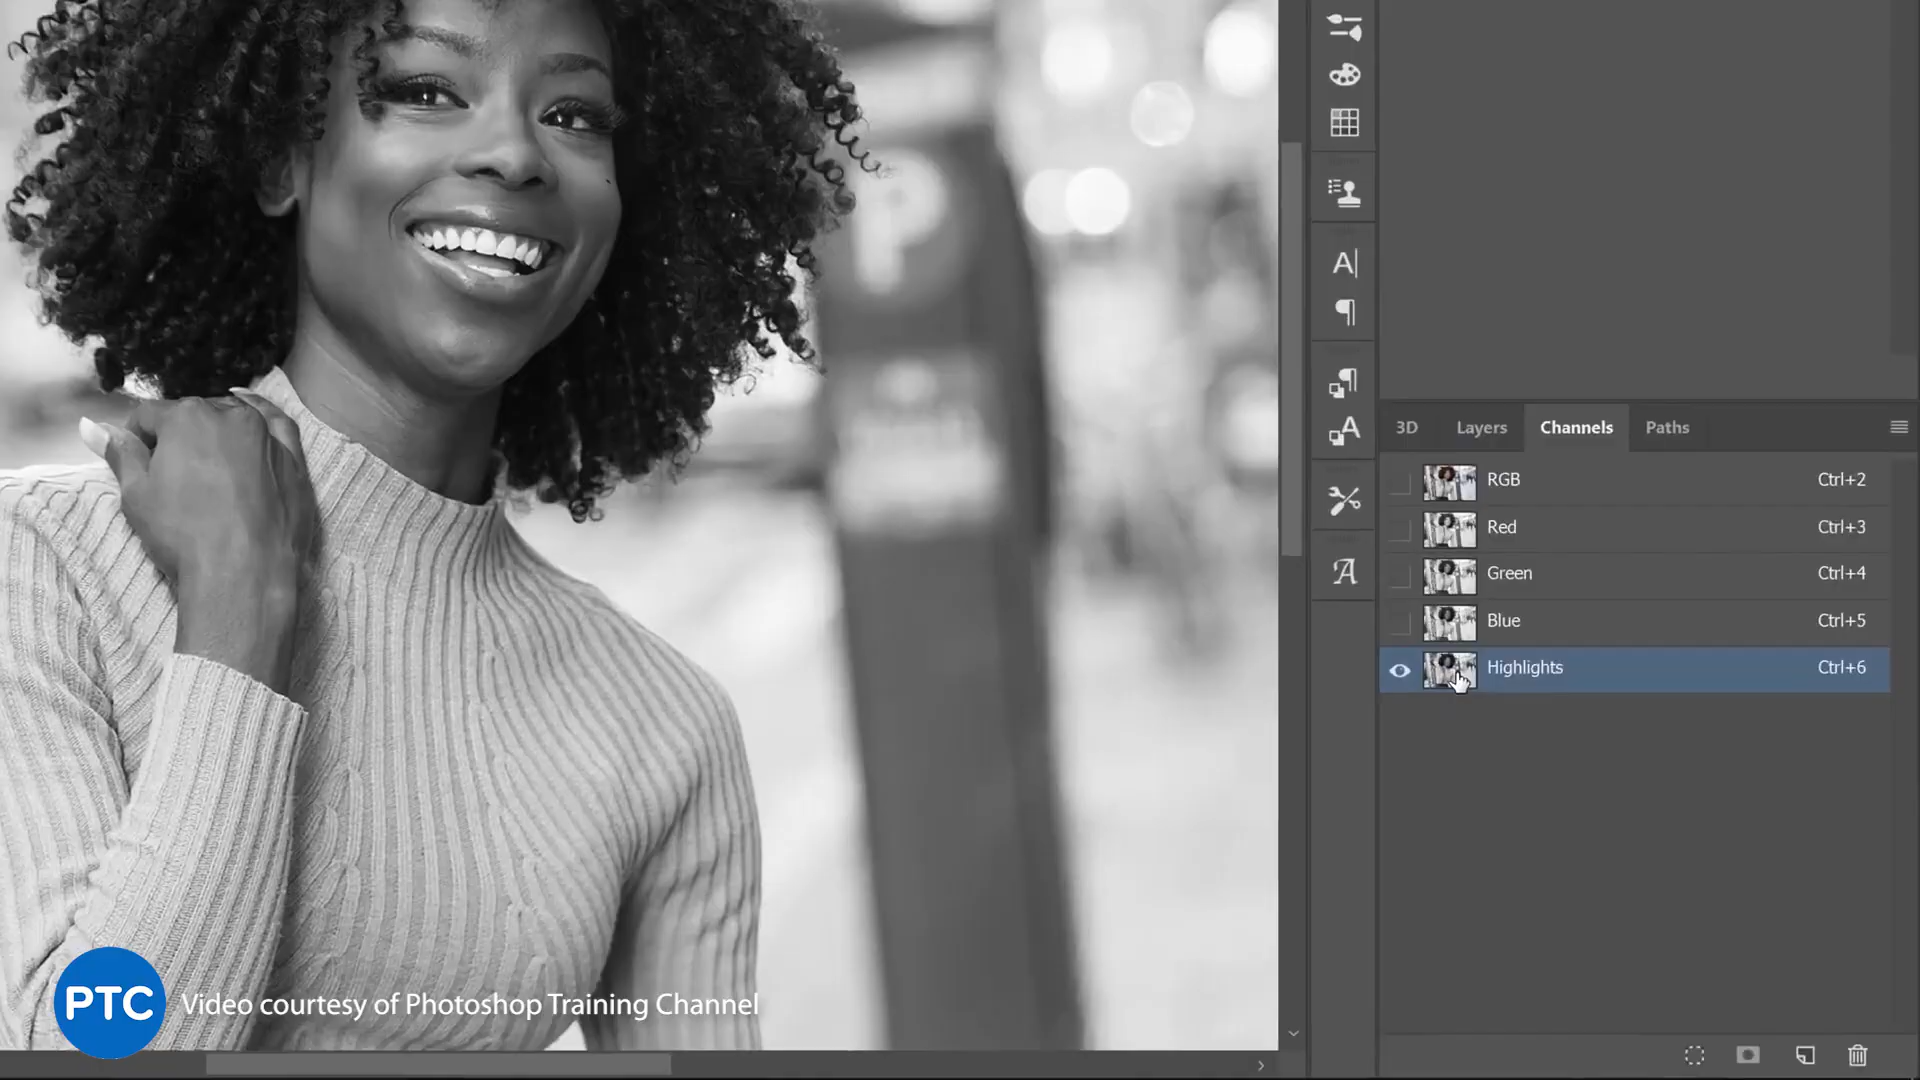 3D Layers Channels Paths
RGB Ctrl+2
Red Ctrl+3
Green Ctrl+4
Blue Ctrl+5
Highlights Ctrl+6
PTC Video courtesy of Photoshop Training Channel